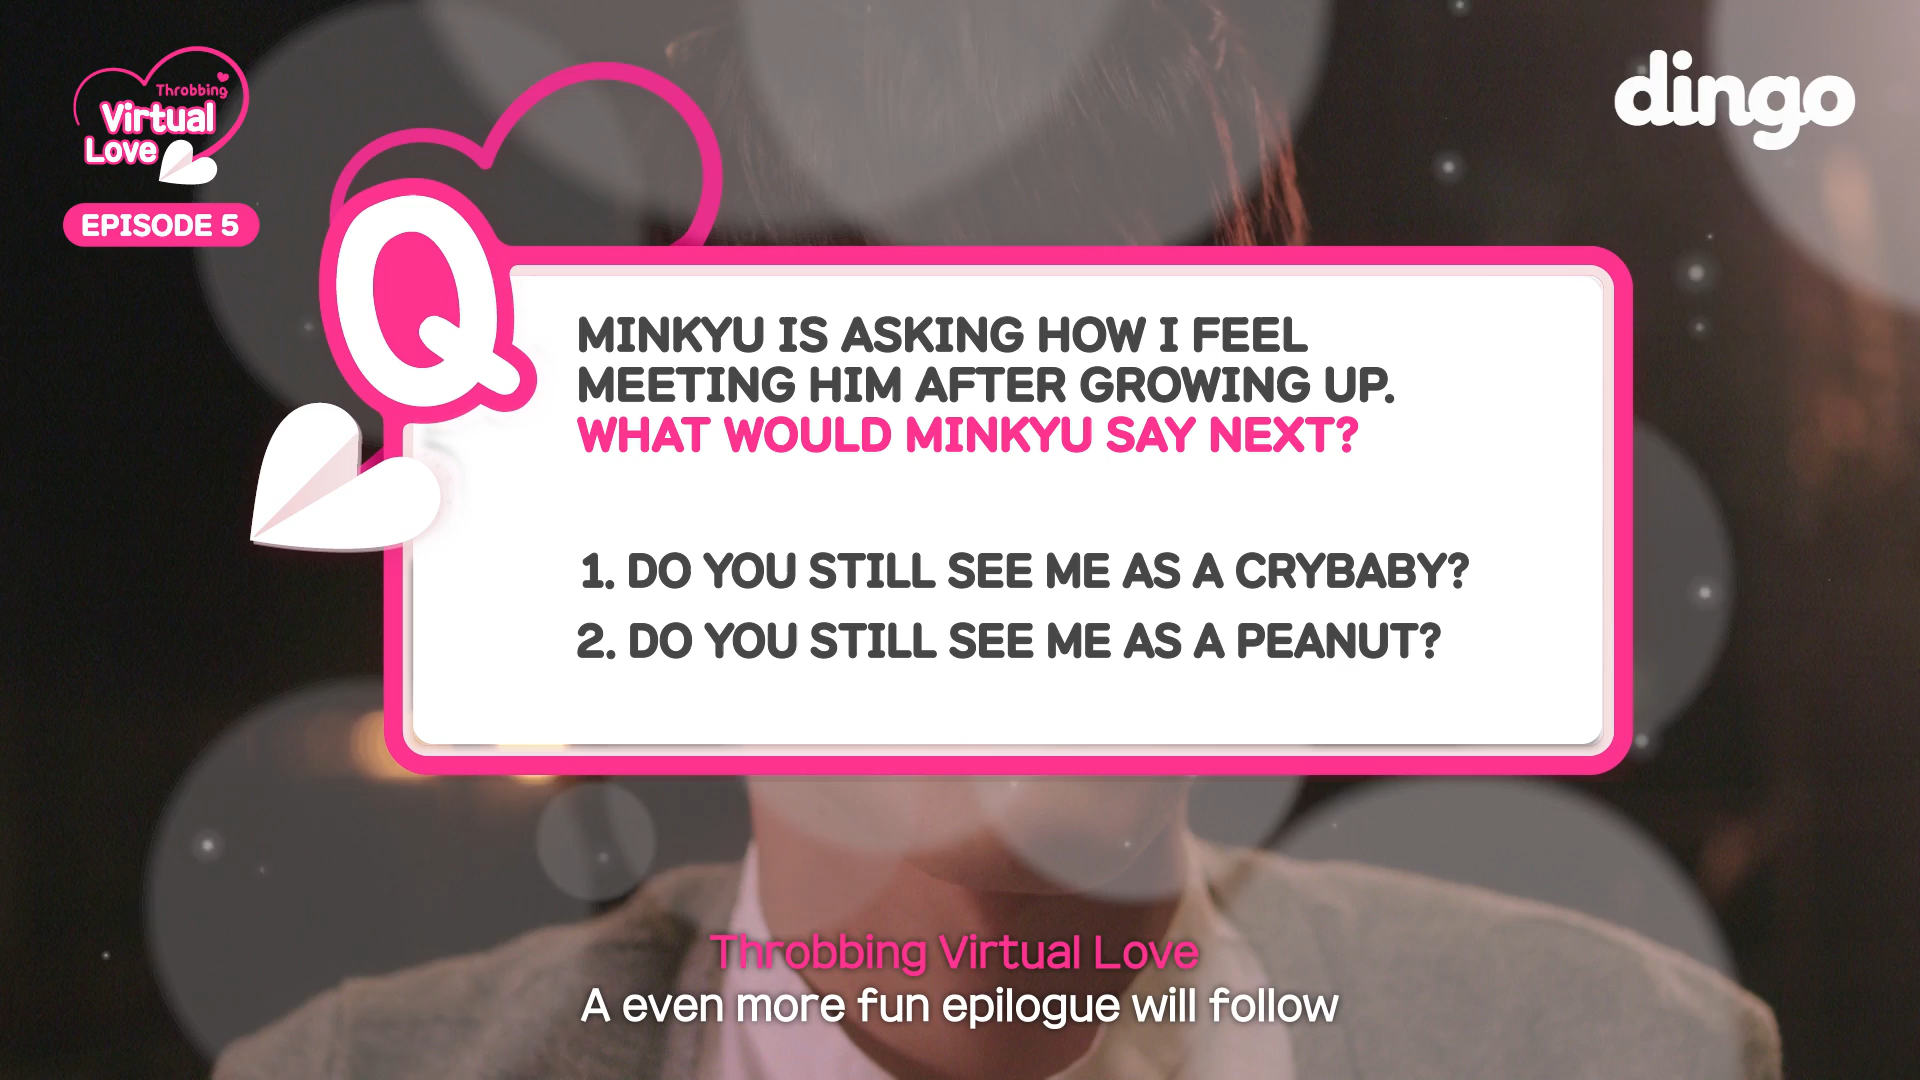 Throbbing
Virtual
Love
EPISODE 5
dingo
Q
MINKYU IS ASKING HOW I FEEL
MEETING HIM AFTER GROWING UP.
WHAT WOULD MINKYU SAY NEXT?
1. DO YOU STILL SEE ME AS A CRYBABY?
2. DO YOU STILL SEE ME AS A PEANUT?
Throbbing Virtual Love
A even more fun epilogue will follow